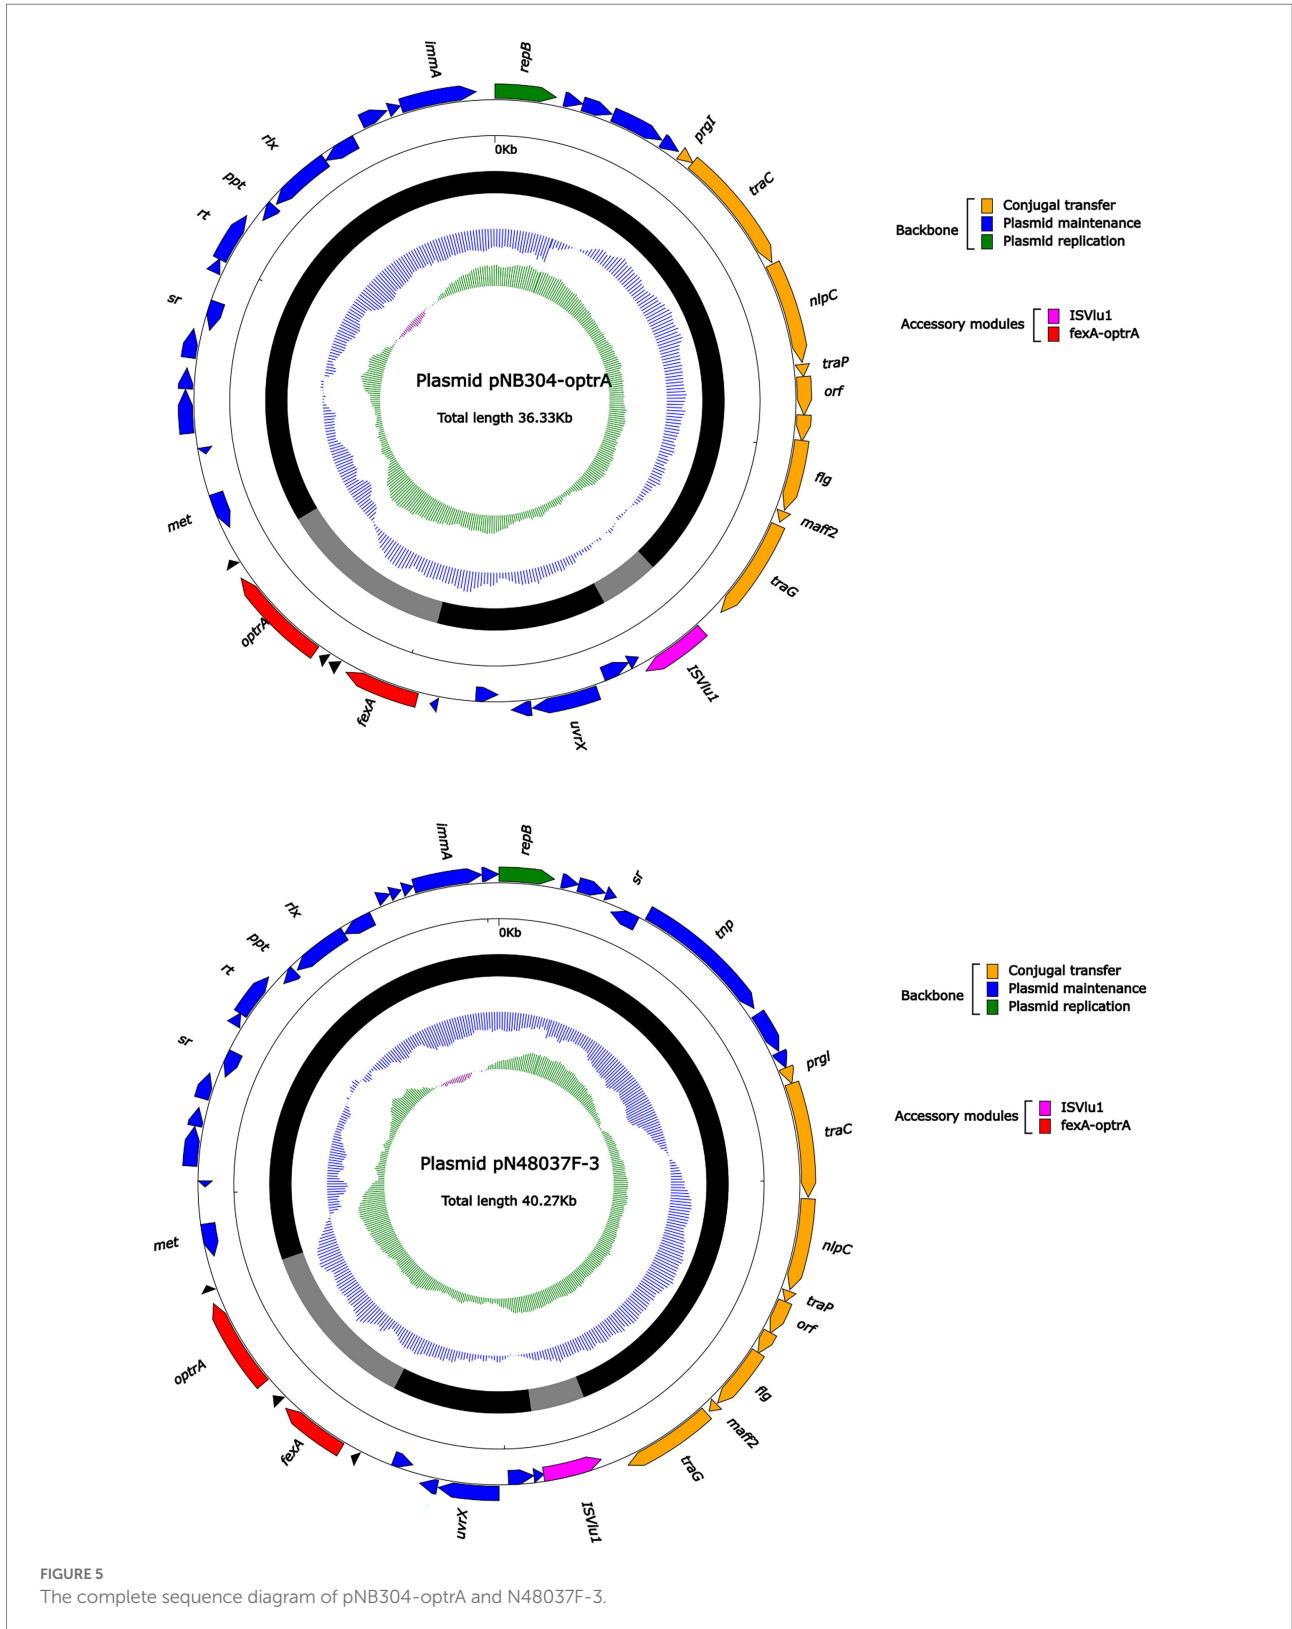 immA
repB
prgI
rlx
traC
ppt
rt
0Kb
Conjugal transfer
Backbone
Plasmid maintenance
Plasmid replication
sr
nlpC
ISVlu1
Accessory modules
fexA-optrA
traP
Plasmid pNB304-optrA
orf
Total length 36.33Kb
flg
met
maff2
traG
optrA
ISVlu1
fexA
uvrX
immA
repB
sr
rlx
tnp
ppt
0Kb
rt
Conjugal transfer
Backbone
Plasmid maintenance
Plasmid replication
sr
prgI
ISVlu1
Accessory modules
fexA-optrA
traC
Plasmid pN48037F-3
Total length 40.27Kb
met
nlpC
traP
orf
optrA
flg
maff2
fexA
traG
uvrX
ISVlu1
FIGURE 5
The complete sequence diagram of pNB304-optrA and N48037F-3.